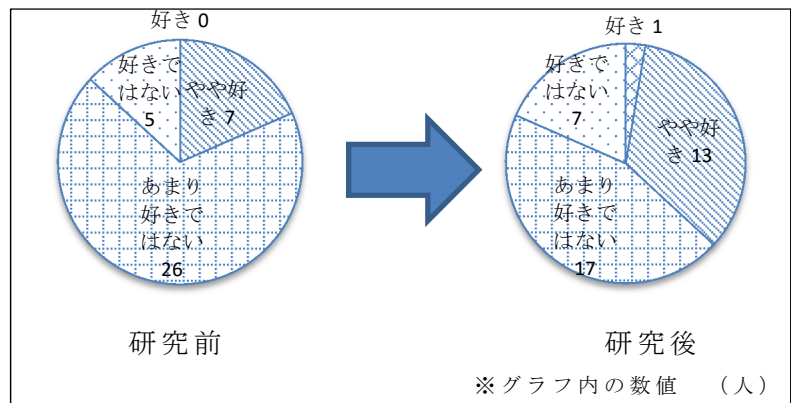 好き 0
好きで
はない
5
やや好
き 7
あまり
好きで
はない
26
研究前
好き 1
好きで
はない
7
やや好
き 13
あまり
好きで
はない
17
研究後
※グラフ内の数値　（人）